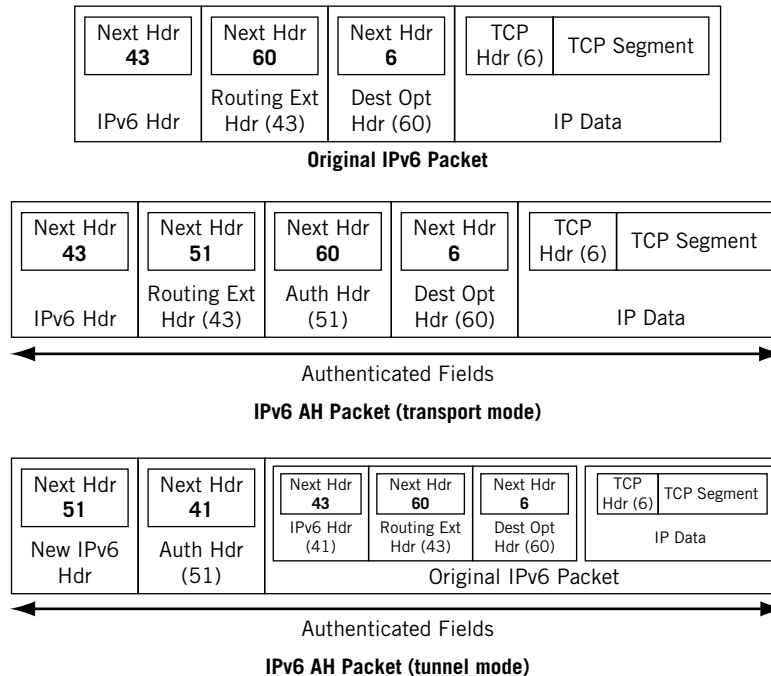 Next Hdr
43
IPv6 Hdr
Next Hdr
60
Routing Ext
Hdr (43)
Next Hdr
6
Dest Opt
Hdr (60)
TCP
Hdr (6)
TCP Segment
IP Data
Original IPv6 Packet
Next Hdr
43
IPv6 Hdr
Next Hdr
51
Routing Ext
Hdr (43)
Next Hdr
60
Auth Hdr
(51)
Next Hdr
6
Dest Opt
Hdr (60)
TCP
Hdr (6)
TCP Segment
IP Data
Authenticated Fields
IPv6 AH Packet (transport mode)
Next Hdr
51
New IPv6
Hdr
Next Hdr
41
Auth Hdr
(51)
Next Hdr
43
IPv6 Hdr
(41)
Next Hdr
60
Routing Ext
Hdr (43)
Next Hdr
6
Dest Opt
Hdr (60)
TCP
Hdr (6)
TCP Segment
IP Data
Original IPv6 Packet
Authenticated Fields
IPv6 AH Packet (tunnel mode)